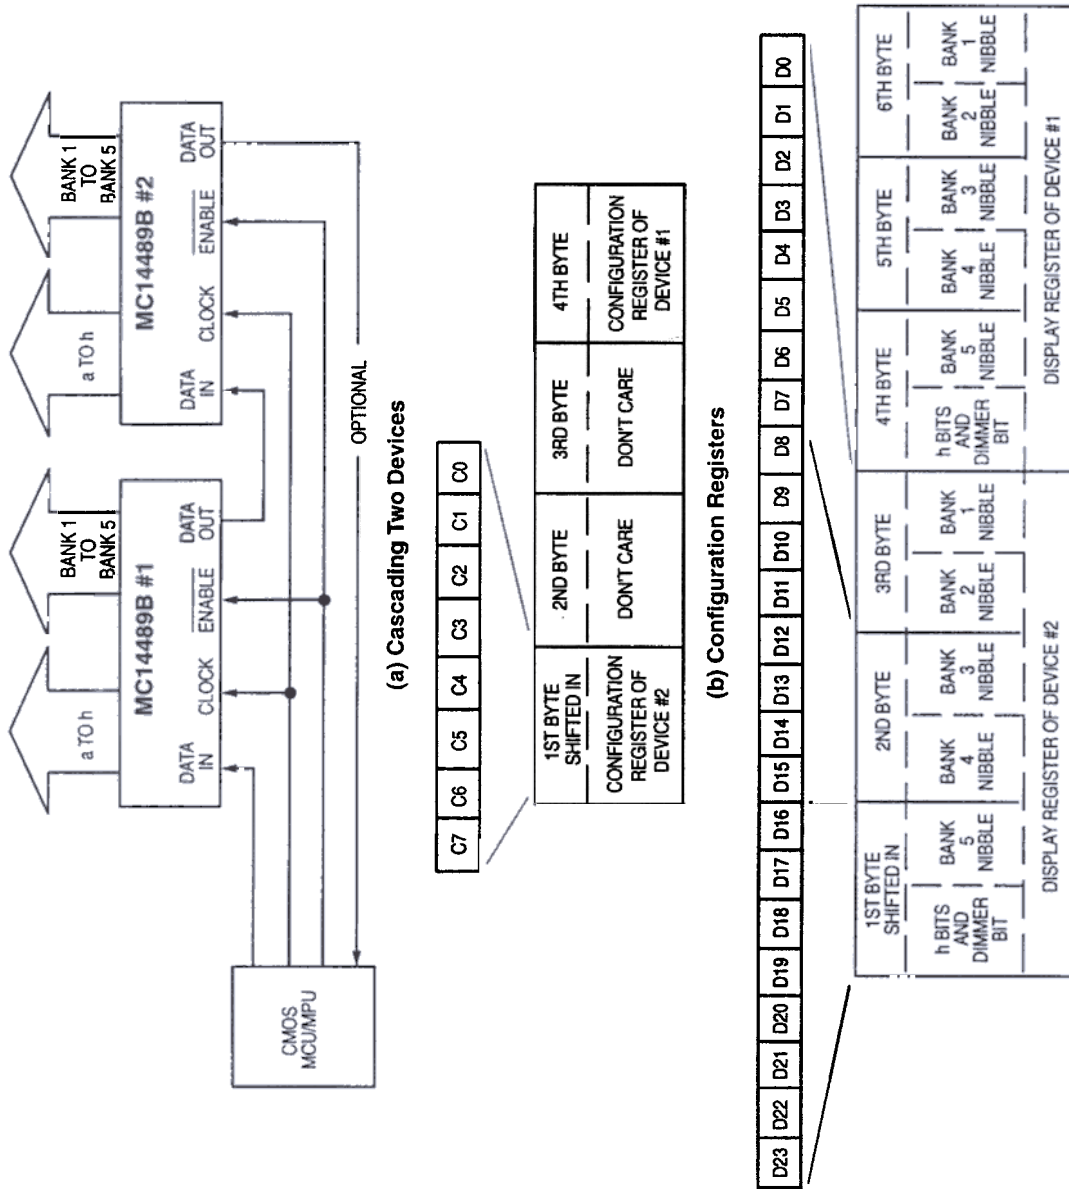 BANK 1
TO
BANK 5
a TO h
MC14489B #1
DATA
IN
CLOCK
ENABLE
DATA
OUT
BANK 1
TO
BANK 5
a TO h
MC14489B #2
DATA
IN
CLOCK
ENABLE
DATA
OUT
CMOS
MCU/MPU
OPTIONAL
(a) Cascading Two Devices
C7 C6 C5 C4 C3 C2 C1 C0
1ST BYTE
SHIFTED IN
2ND BYTE
3RD BYTE
4TH BYTE
CONFIGURATION
REGISTER OF
DEVICE #2
DON'T CARE
DON'T CARE
CONFIGURATION
REGISTER OF
DEVICE #1
(b) Configuration Registers
D23 D22 D21 D20 D19 D18 D17 D16 D15 D14 D13 D12 D11 D10 D9 D8 D7 D6 D5 D4 D3 D2 D1 D0
1ST BYTE
SHIFTED IN
2ND BYTE
3RD BYTE
4TH BYTE
5TH BYTE
6TH BYTE
h BITS
AND
DIMMER
BIT
BANK
5
NIBBLE
BANK
4
NIBBLE
BANK
3
NIBBLE
BANK
2
NIBBLE
BANK
1
NIBBLE
h BITS
AND
DIMMER
BIT
BANK
5
NIBBLE
BANK
4
NIBBLE
BANK
3
NIBBLE
BANK
2
NIBBLE
BANK
1
NIBBLE
DISPLAY REGISTER OF DEVICE #2
DISPLAY REGISTER OF DEVICE #1